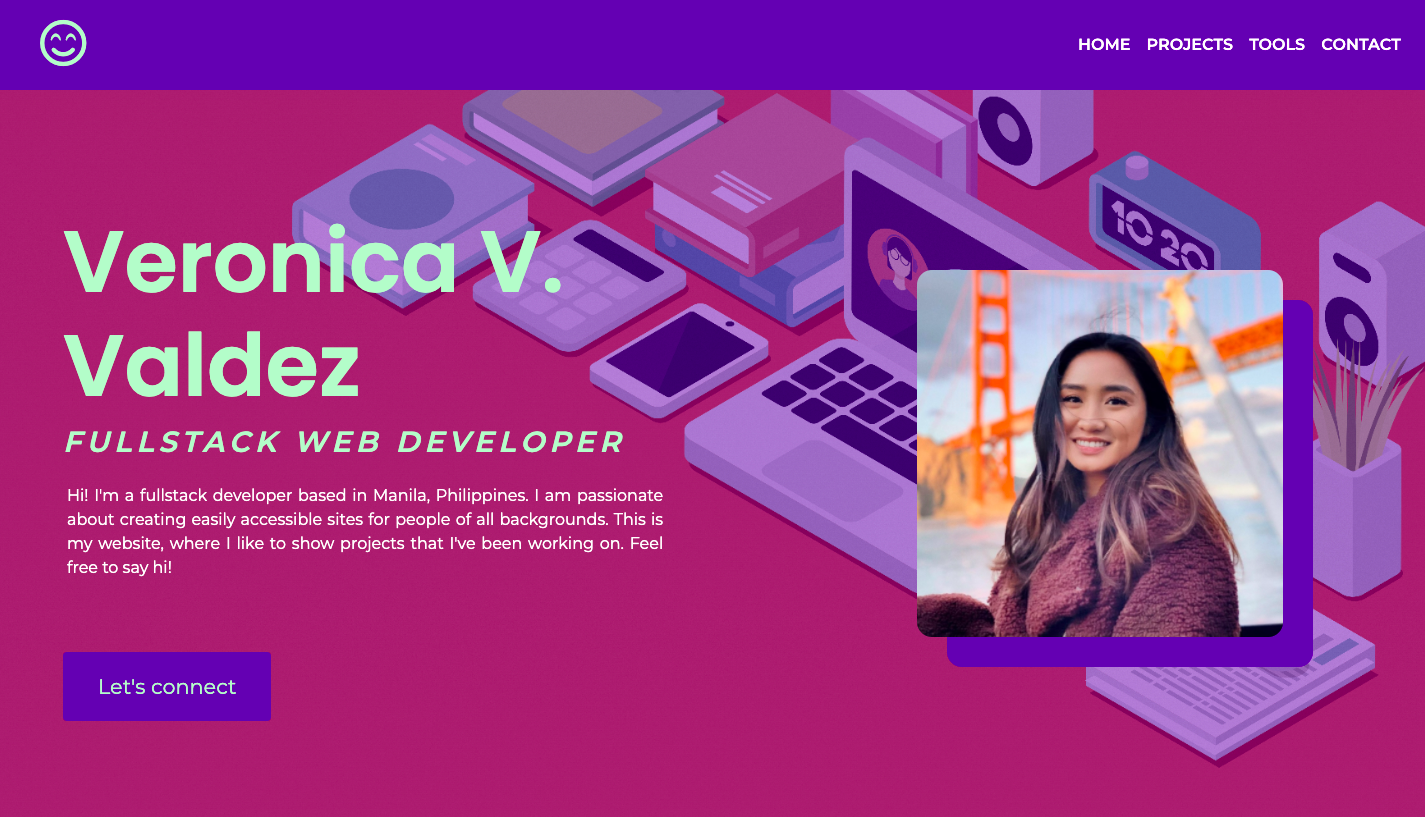 HOME PROJECTS TOOLS CONTACT
10 20
Veronica V.
Valdez
FULLSTACK WEB DEVELOPER
Hi! I'm a fullstack developer based in Manila, Philippines. I am passionate
about creating easily accessible sites for people of all backgrounds. This is
my website, where I like to show projects that I've been working on. Feel
free to say hi!
Let's connect